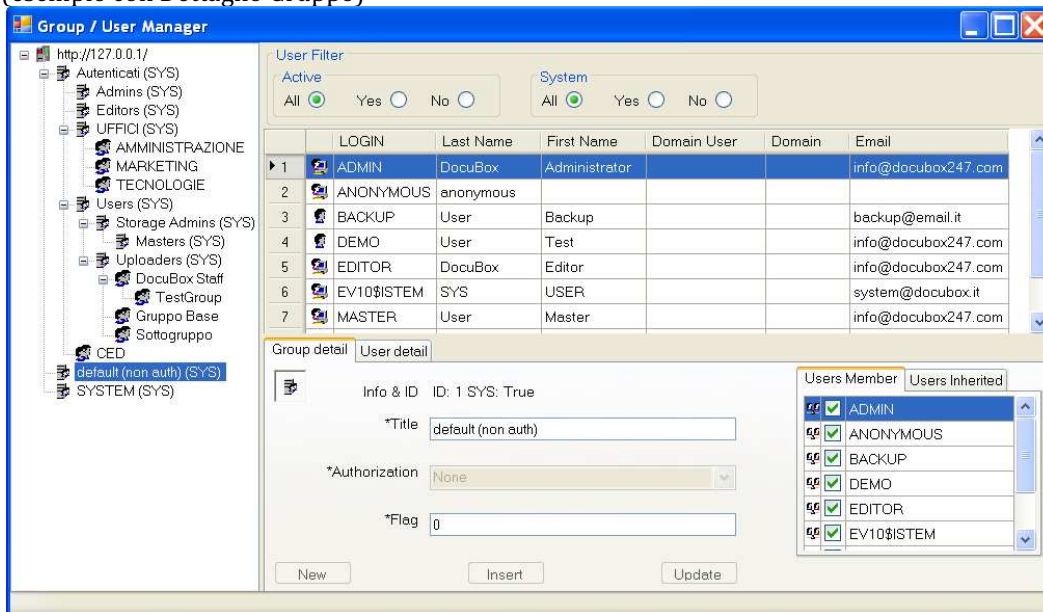 (esempio con Dettaglio Gruppo)
Group / User Manager
http://127.0.0.1/
Autenticati (SYS)
Admins (SYS)
Editors (SYS)
UFFICI (SYS)
AMMINISTRAZIONE
MARKETING
TECNOLOGIE
Users (SYS)
Storage Admins (SYS)
Masters (SYS)
Uploaders (SYS)
DocuBox Staff
TestGroup
Gruppo Base
Sottogruppo
CED
default (non auth) (SYS)
SYSTEM (SYS)
User Filter
Active
All Yes No
System
All Yes No
LOGIN Last Name First Name Domain User Domain Email
1 ADMIN DocuBox Administrator info@docubox247.com
2 ANONYMOUS anonymous
3 BACKUP User Backup backup@email.it
4 DEMO User Test info@docubox247.com
5 EDITOR DocuBox Editor info@docubox247.com
6 EV10$ISTEM SYS USER system@docubox.it
7 MASTER User Master info@docubox247.com
Group detail User detail
Info & ID ID: 1 SYS: True
*Title default (non auth)
*Authorization None
*Flag 0
New Insert Update
Users Member Users Inherited
ADMIN
ANONYMOUS
BACKUP
DEMO
EDITOR
EV10$ISTEM